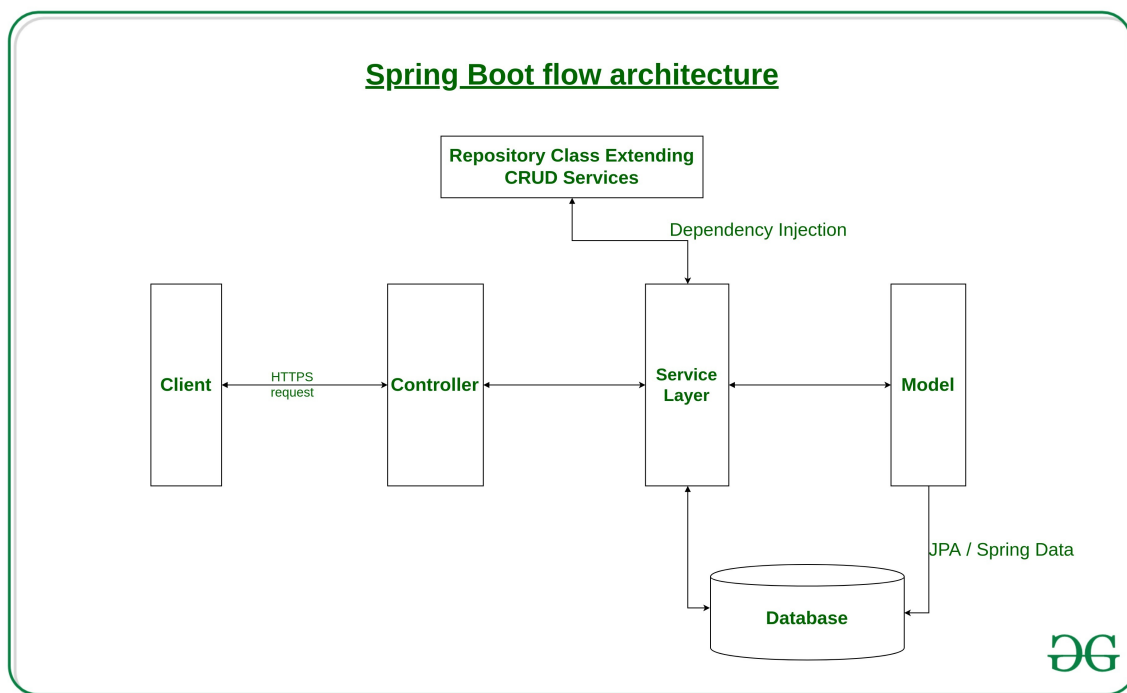 Spring Boot flow architecture
Repository Class Extending
CRUD Services
Dependency Injection
Client
HTTPS
request
Controller
Service
Layer
Model
JPA / Spring Data
Database